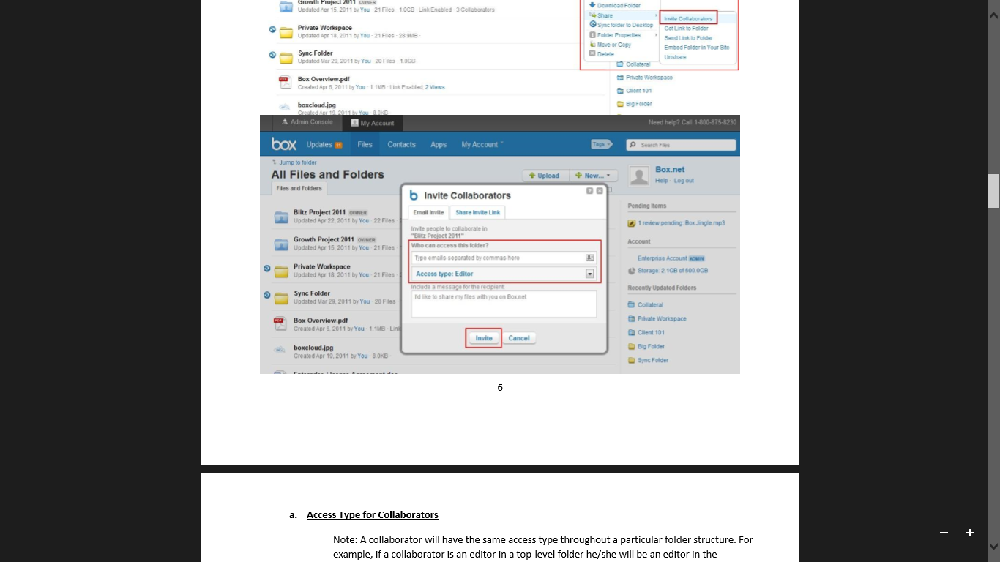 Growth Project 2011 OWNER
Updated Apr 15, 2011 by You · 21 Files · 1.0GB · Link Enabled · 3 Collaborators
Private Workspace
Updated Apr 18, 2011 by You · 21 Files · 28.9MB ·
Sync Folder
Updated Mar 29, 2011 by You · 20 Files · 1.0GB ·
Box Overview.pdf
Created Apr 6, 2011 by You · 1.1MB · Link Enabled, 2 Views
boxcloud.jpg
Created Apr 19, 2011 by You · 8.0KB ·
Download Folder
Share
Sync folder to Desktop
Folder Properties
Move or Copy
Delete
Invite Collaborators
Get Link to Folder
Send Link to Folder
Embed Folder in Your Site
Unshare
Collateral
Private Workspace
Client 101
Big Folder
Admin Console
My Account
Need help? Call 1-800-875-8230
box
Updates 11
Files
Contacts
Apps
My Account
Tags
Search Files
Jump to folder
All Files and Folders
Upload
New...
Files and Folders
Blitz Project 2011 OWNER
Updated Apr 22, 2011 by You · 22 Files ·
Growth Project 2011 OWNER
Updated Apr 15, 2011 by You · 21 Files ·
Private Workspace
Updated Apr 18, 2011 by You · 21 Files ·
Sync Folder
Updated Mar 29, 2011 by You · 20 Files ·
Box Overview.pdf
Created Apr 6, 2011 by You · 1.1MB · Link
boxcloud.jpg
Created Apr 19, 2011 by You · 8.0KB ·
b Invite Collaborators
? x
Email Invite
Share Invite Link
Invite people to collaborate in
"Blitz Project 2011"
Who can access this folder?
Type emails separated by commas here
Access type: Editor
Include a message for the recipient:
I'd like to share my files with you on Box.net
Invite
Cancel
Box.net
Help · Log out
Pending Items
1 review pending: Box Jingle.mp3
Account
Enterprise Account ADMIN
Storage: 2.1GB of 500.0GB
Recently Updated Folders
Collateral
Private Workspace
Client 101
Big Folder
Sync Folder
6
a. Access Type for Collaborators
Note: A collaborator will have the same access type throughout a particular folder structure. For
example, if a collaborator is an editor in a top-level folder he/she will be an editor in the